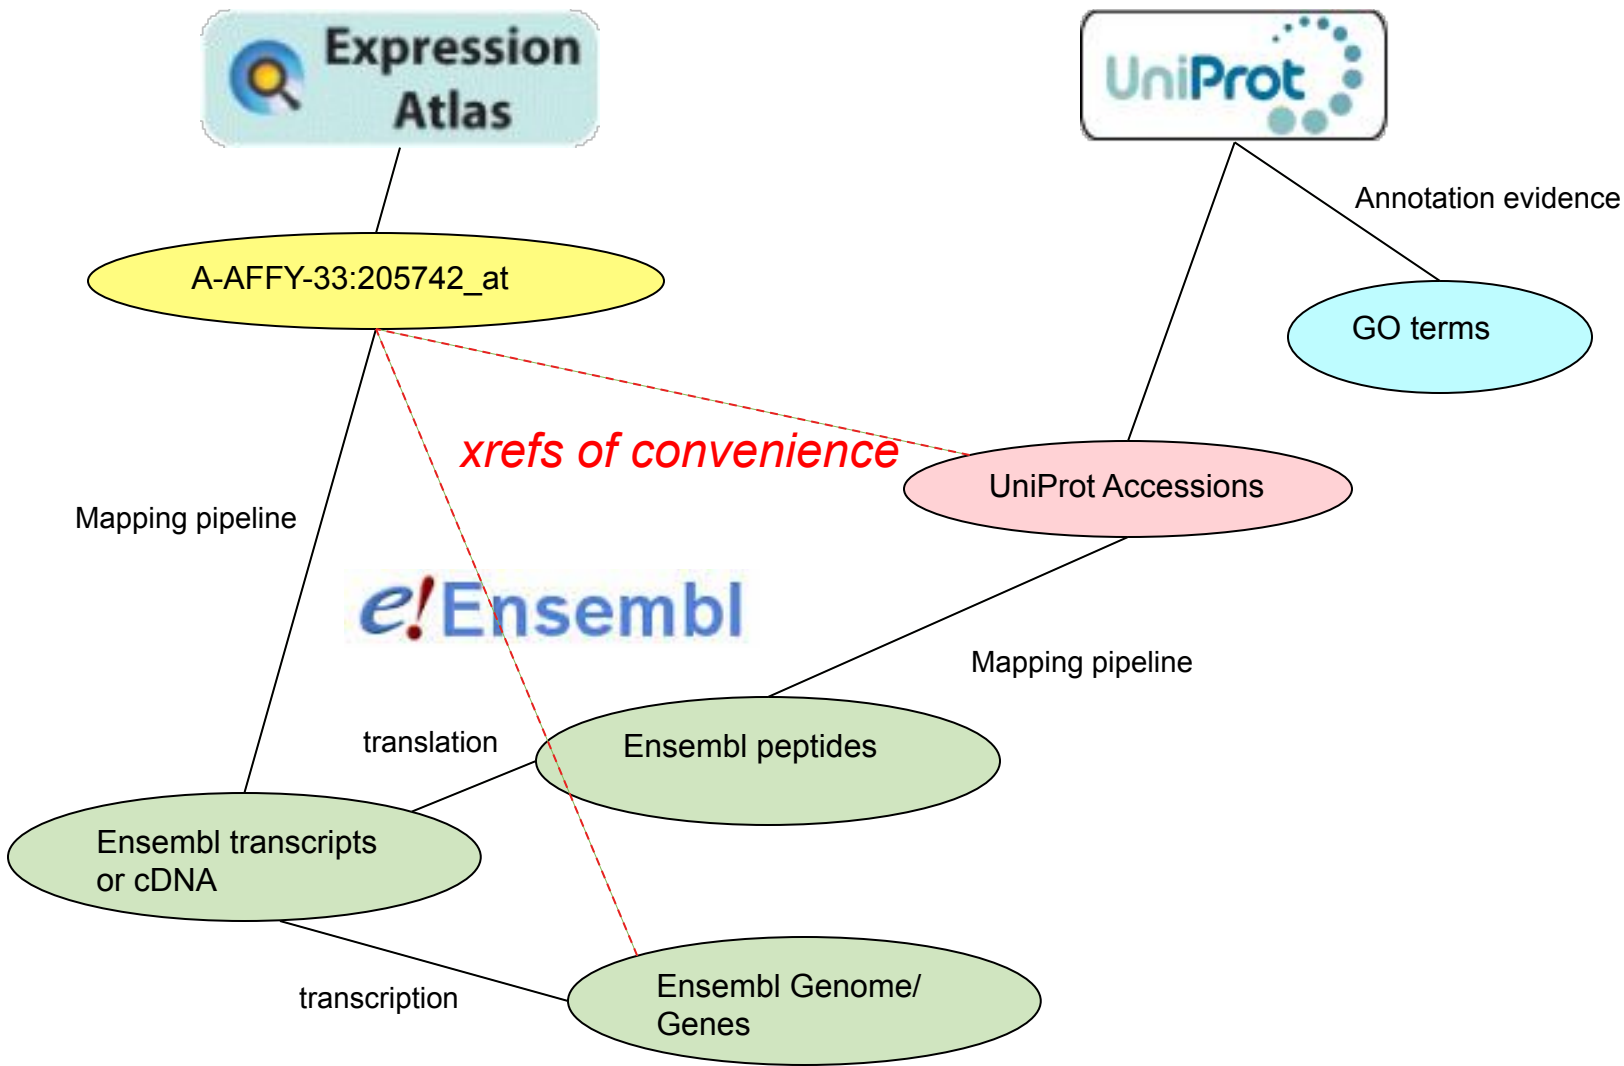 Expression
Atlas
UniProt
Annotation evidence
A-AFFY-33:205742_at
GO terms
xrefs of convenience
UniProt Accessions
Mapping pipeline
e!Ensembl
Mapping pipeline
translation
Ensembl peptides
Ensembl transcripts
or cDNA
Ensembl Genome/
Genes
transcription